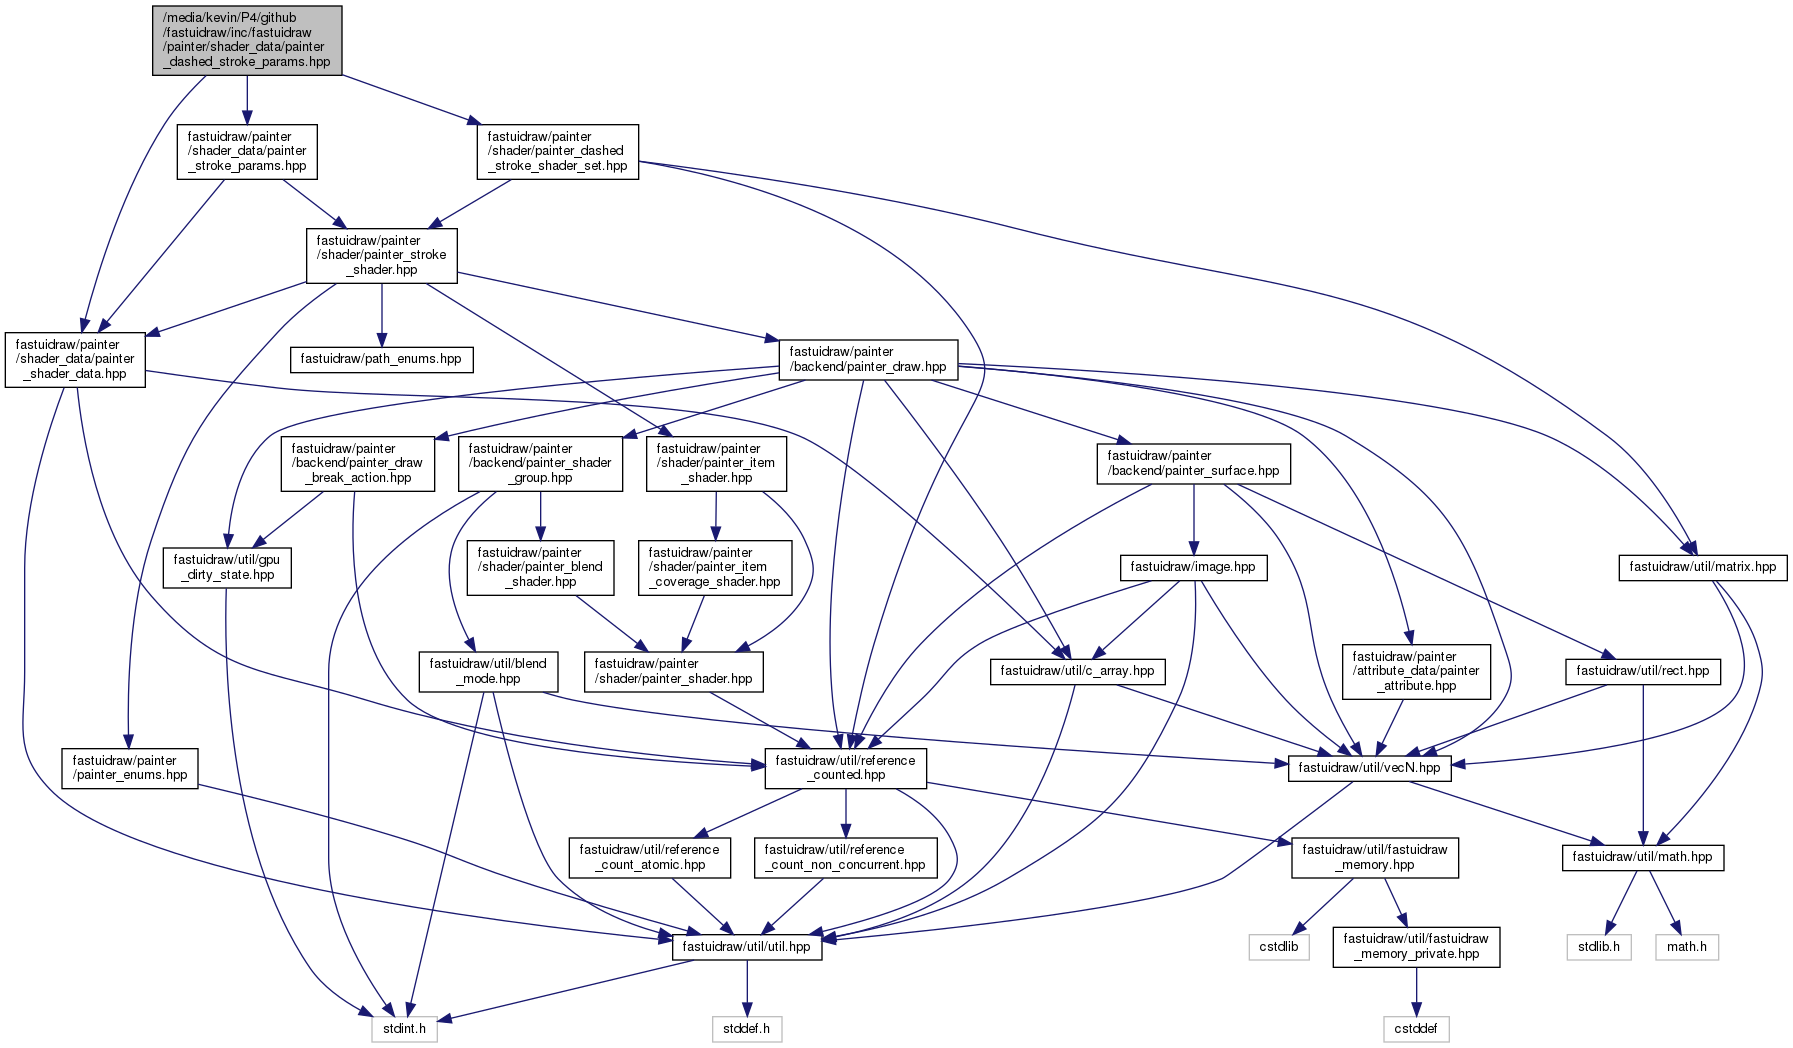 /media/kevin/P4/github
/fastuidraw/inc/fastuidraw
/painter/shader_data/painter
_dashed_stroke_params.hpp
fastuidraw/painter
/shader_data/painter
_stroke_params.hpp
fastuidraw/painter
/shader/painter_dashed
_stroke_shader_set.hpp
fastuidraw/painter
/shader/painter_stroke
_shader.hpp
fastuidraw/painter
/shader_data/painter
_shader_data.hpp
fastuidraw/path_enums.hpp
fastuidraw/painter
/backend/painter_draw.hpp
fastuidraw/painter
/backend/painter_draw
_break_action.hpp
fastuidraw/painter
/backend/painter_shader
_group.hpp
fastuidraw/painter
/shader/painter_item
_shader.hpp
fastuidraw/painter
/backend/painter_surface.hpp
fastuidraw/util/gpu
_dirty_state.hpp
fastuidraw/painter
/shader/painter_blend
_shader.hpp
fastuidraw/painter
/shader/painter_item
_coverage_shader.hpp
fastuidraw/image.hpp
fastuidraw/util/matrix.hpp
fastuidraw/util/blend
_mode.hpp
fastuidraw/painter
/shader/painter_shader.hpp
fastuidraw/util/c_array.hpp
fastuidraw/painter
/attribute_data/painter
_attribute.hpp
fastuidraw/util/rect.hpp
fastuidraw/painter
/painter_enums.hpp
fastuidraw/util/reference
_counted.hpp
fastuidraw/util/vecN.hpp
fastuidraw/util/reference
_count_atomic.hpp
fastuidraw/util/reference
_count_non_concurrent.hpp
fastuidraw/util/fastuidraw
_memory.hpp
fastuidraw/util/math.hpp
fastuidraw/util/util.hpp
cstdlib
fastuidraw/util/fastuidraw
_memory_private.hpp
stdlib.h
math.h
stdint.h
stddef.h
cstddef